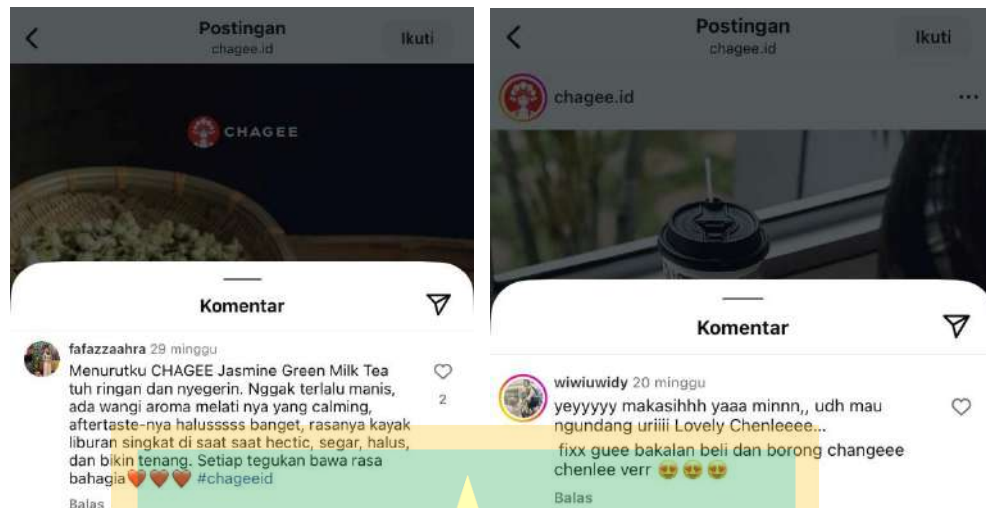 Postingan
chagee.id
Ikuti
CHAGEE
Komentar
fafazzaahra 29 minggu
Menurutku CHAGEE Jasmine Green Milk Tea
tuh ringan dan nyegerin. Nggak terlalu manis,
ada wangi aroma melati nya yang calming,
aftertaste-nya halusssss banget, rasanya kayak
liburan singkat di saat saat hectic, segar, halus,
dan bikin tenang. Setiap tegukan bawa rasa
bahagia🧡🤎🤎 #chageeid
2
Balas
Postingan
chagee.id
Ikuti
chagee.id
Komentar
wiwiuwidy 20 minggu
yeyyyyy makasihhh yaaa minnn,, udh mau
ngundang uriiii Lovely Chenleeee...
fixx guee bakalan beli dan borong changeee
chenlee verr 😍 😍 😍
Balas